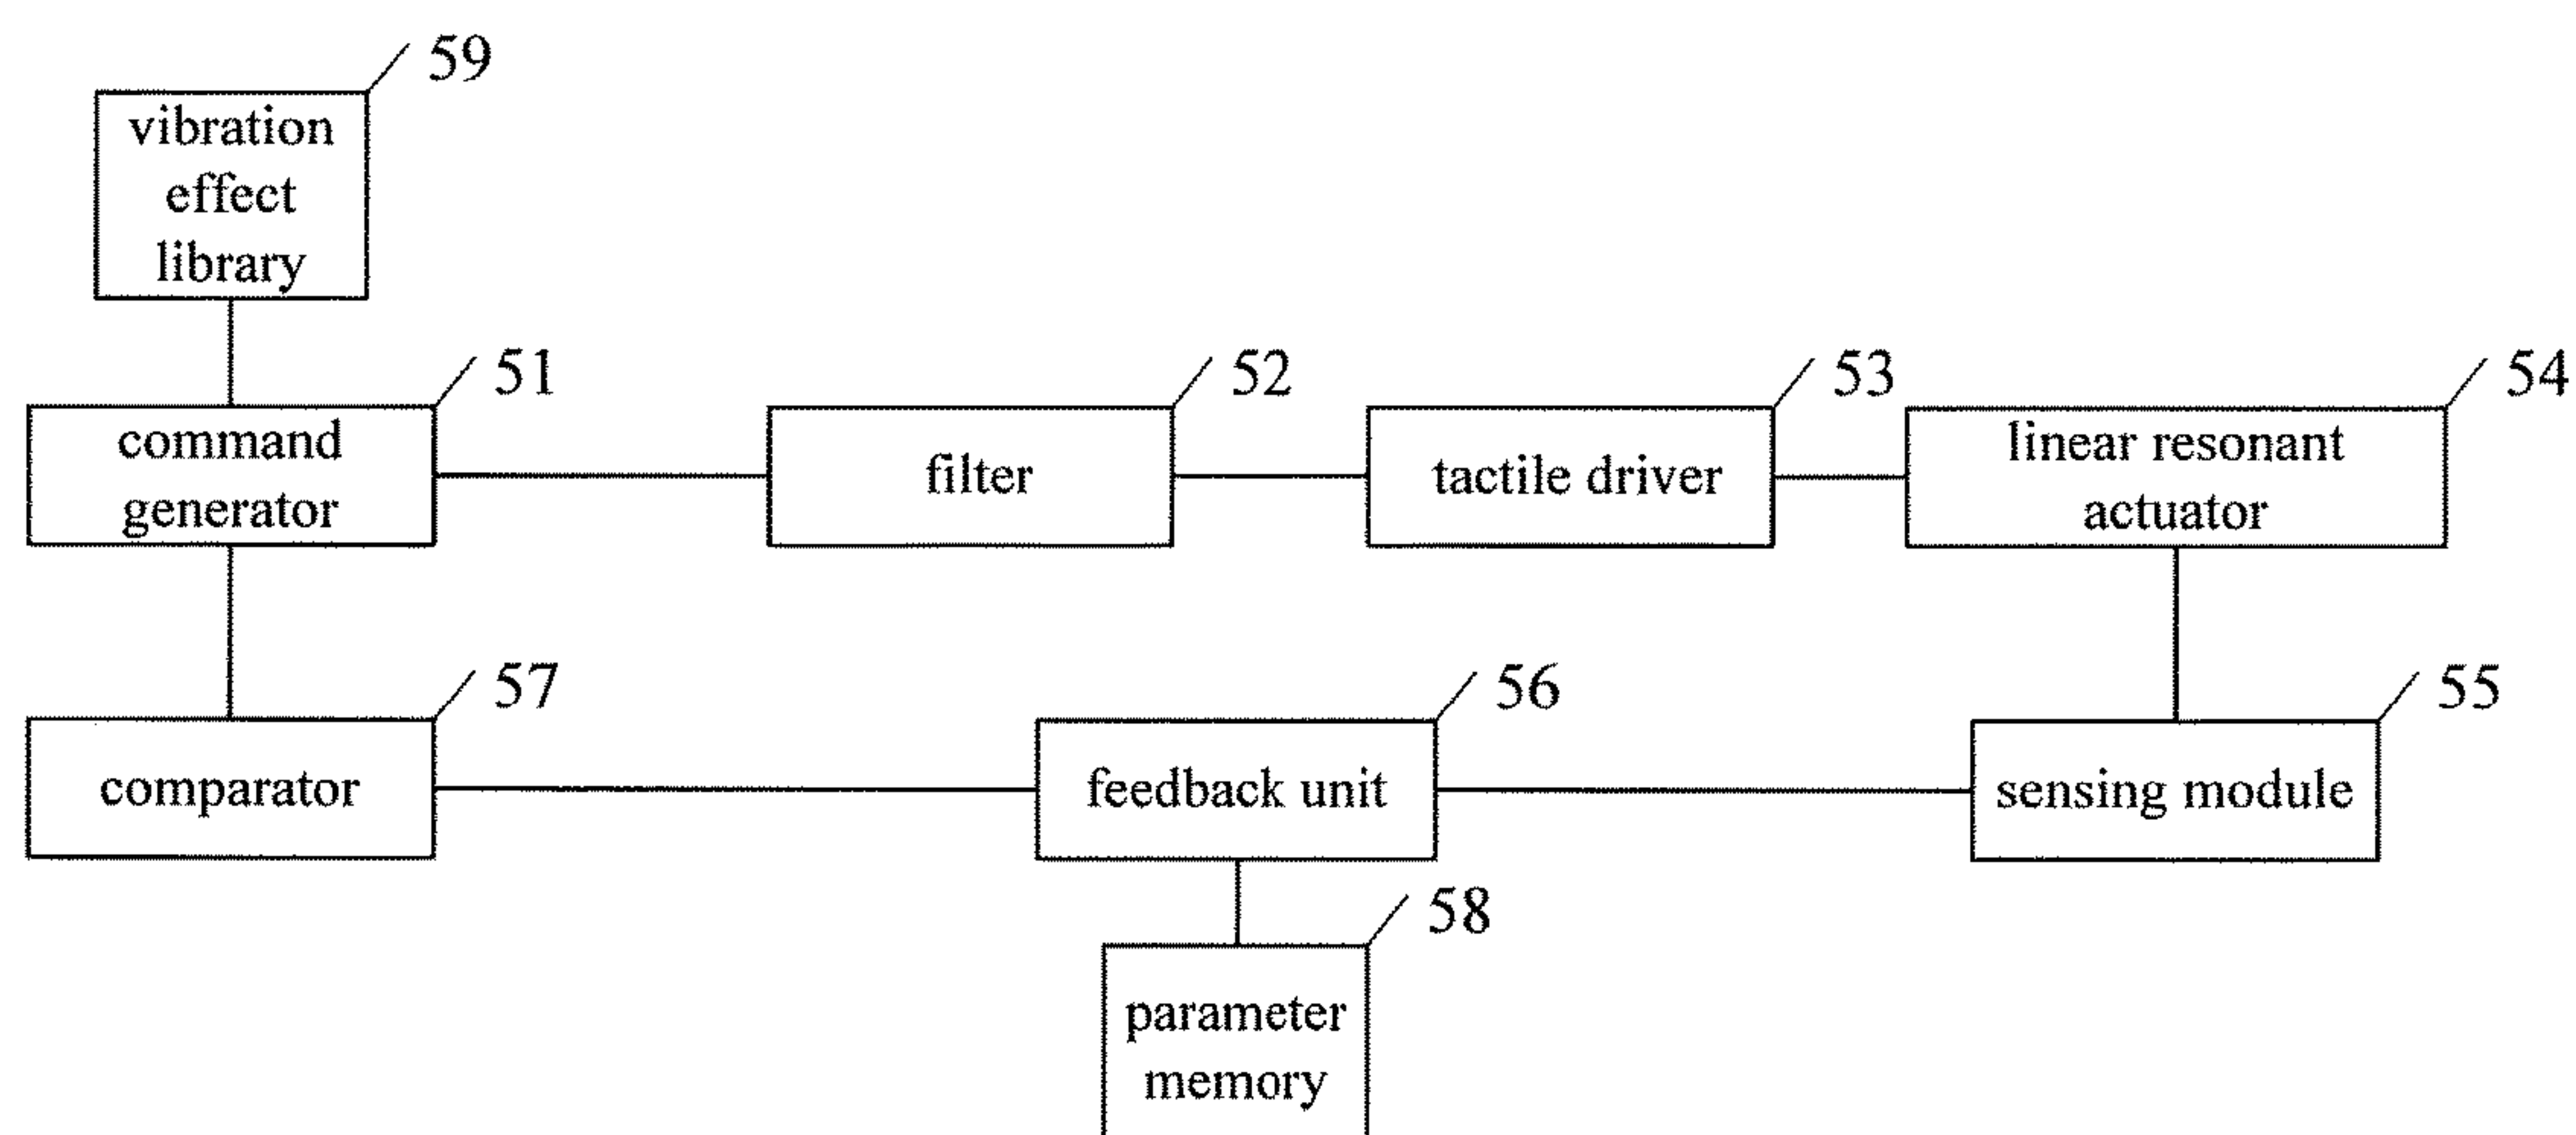 59
vibration
effect
library
51
command
generator
52
filter
53
tactile driver
54
linear resonant
actuator
57
comparator
56
feedback unit
55
sensing module
58
parameter
memory